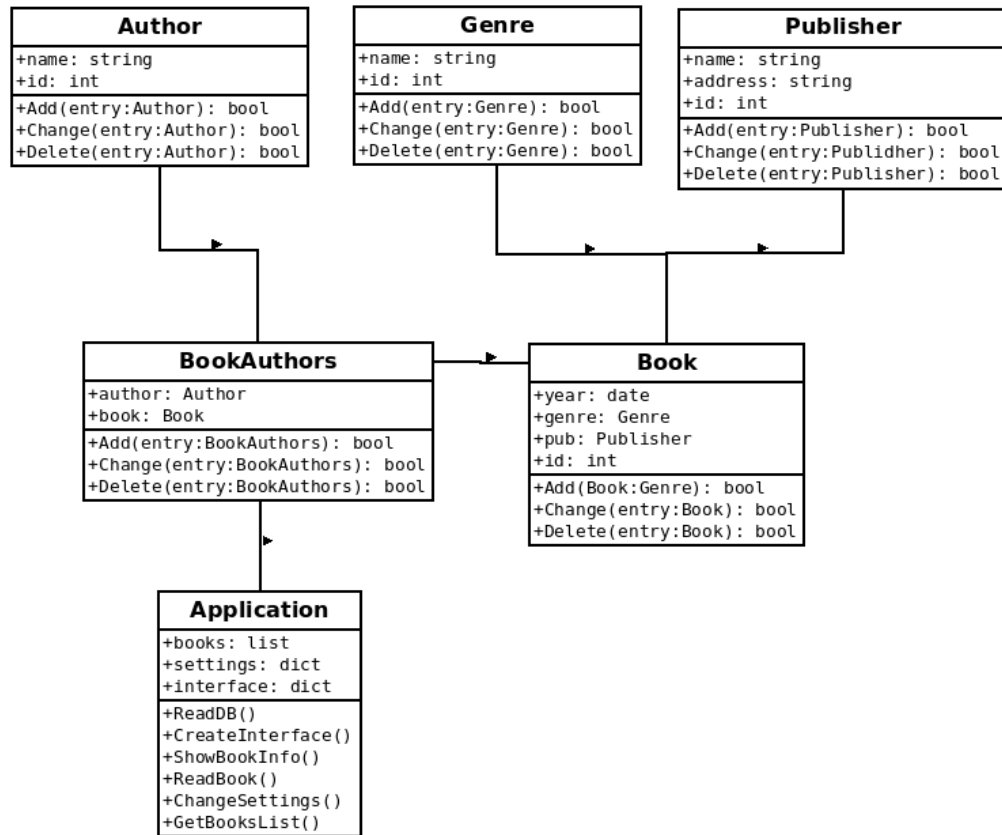 Author
+name: string
+id: int
+Add(entry:Author): bool
+Change(entry:Author): bool
+Delete(entry:Author): bool
Genre
+name: string
+id: int
+Add(entry:Genre): bool
+Change(entry:Genre): bool
+Delete(entry:Genre): bool
Publisher
+name: string
+address: string
+id: int
+Add(entry:Publisher): bool
+Change(entry:Publidher): bool
+Delete(entry:Publisher): bool
BookAuthors
+author: Author
+book: Book
+Add(entry:BookAuthors): bool
+Change(entry:BookAuthors): bool
+Delete(entry:BookAuthors): bool
Book
+year: date
+genre: Genre
+pub: Publisher
+id: int
+Add(Book:Genre): bool
+Change(entry:Book): bool
+Delete(entry:Book): bool
Application
+books: list
+settings: dict
+interface: dict
+ReadDB()
+CreateInterface()
+ShowBookInfo()
+ReadBook()
+ChangeSettings()
+GetBooksList()